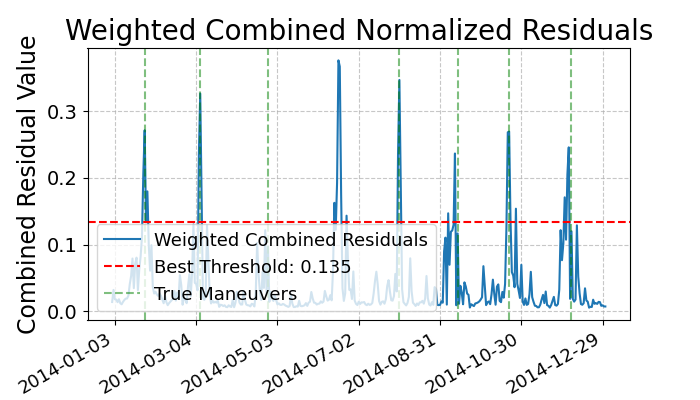 Weighted Combined Normalized Residuals
Combined Residual Value
0.3
0.2
0.1
0.0
Weighted Combined Residuals
Best Threshold: 0.135
True Maneuvers
2014-01-03
2014-03-04
2014-05-03
2014-07-02
2014-08-31
2014-10-30
2014-12-29